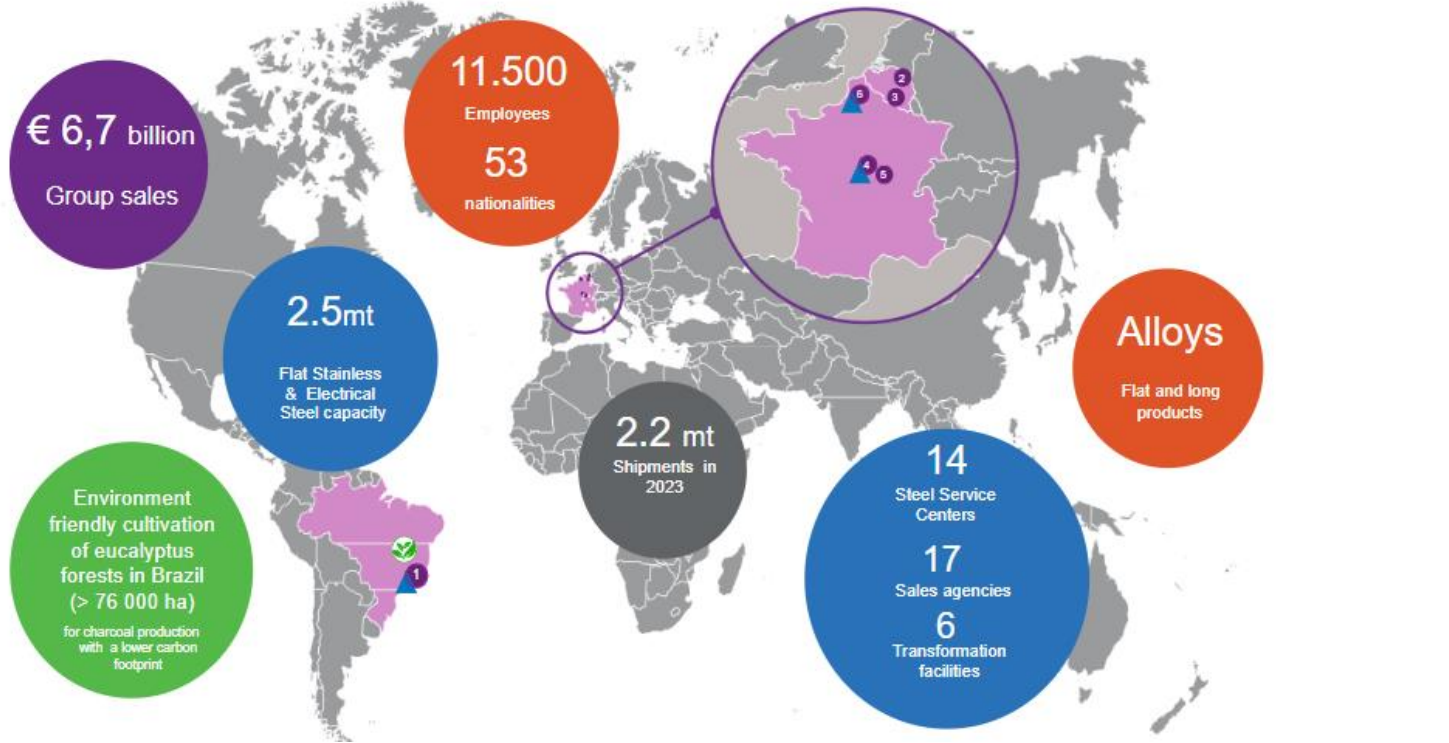 € 6,7 billion
Group sales
11.500
Employees
53
nationalities
2
3
6
4
5
2.5mt
Flat Stainless
& Electrical
Steel capacity
Alloys
Flat and long
products
2.2 mt
Shipments in
2023
14
Steel Service
Centers
17
Sales agencies
6
Transformation
facilities
Environment
friendly cultivation
of eucalyptus
forests in Brazil
(> 76 000 ha)
for charcoal production
with a lower carbon
footprint
1